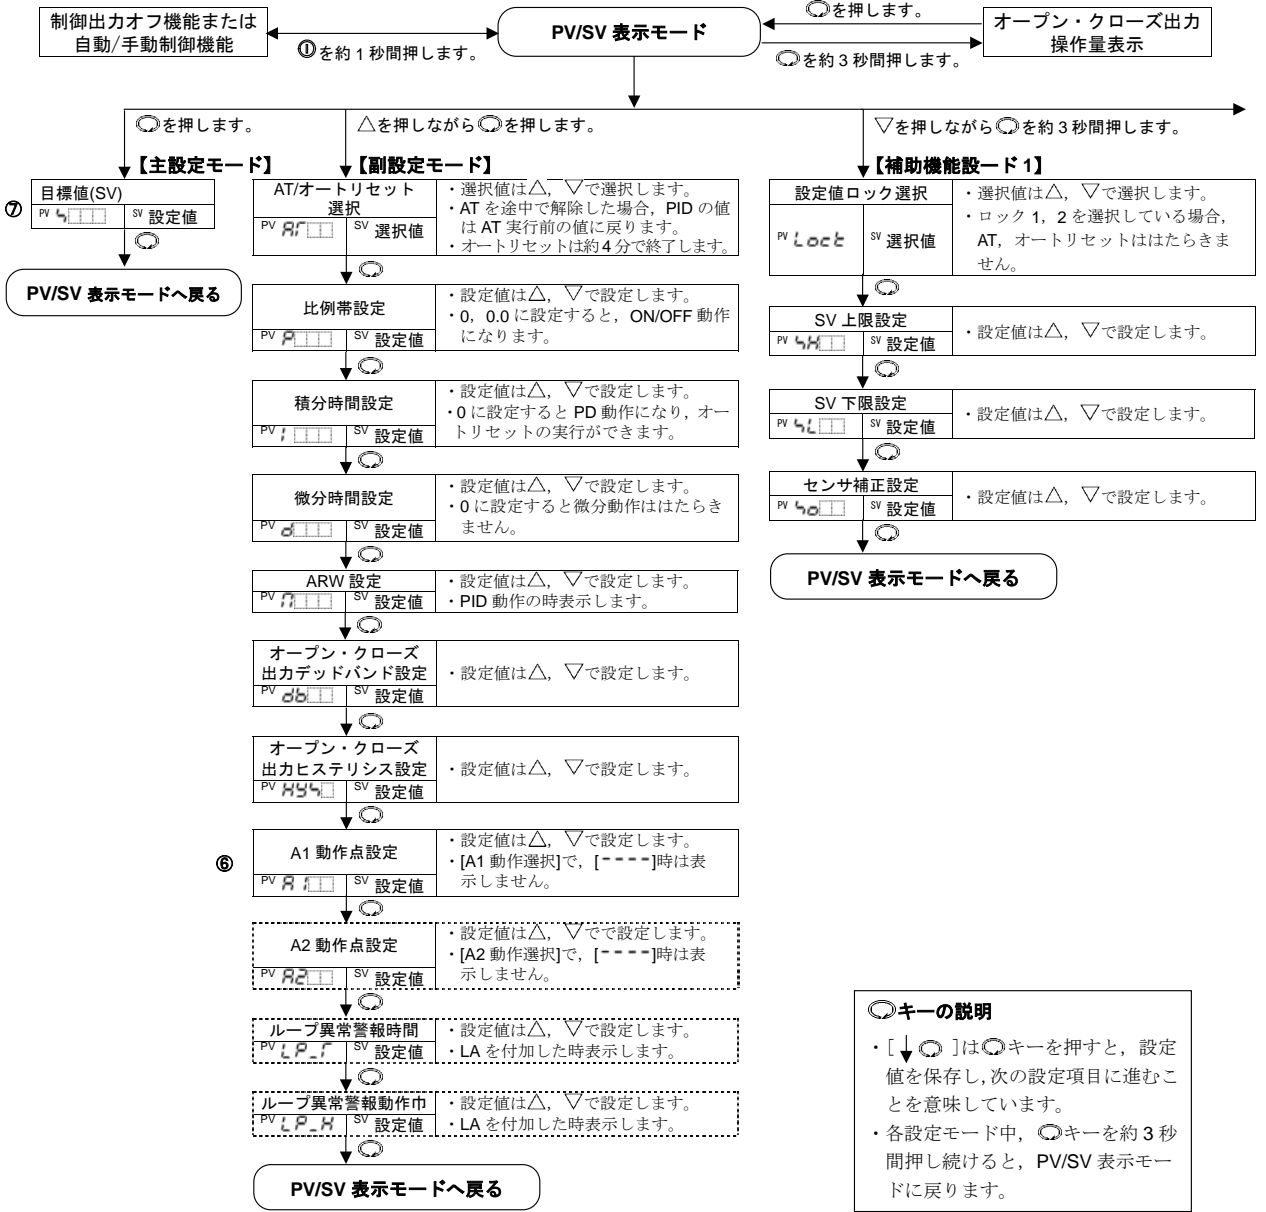 制御出力オフ機能または
自動/手動制御機能
①を約 1 秒間押します。
PV/SV 表示モード
を押します。
を約 3 秒間押します。
オープン・クローズ出力
操作量表示
を押します。
△を押しながら を押します。
▽を押しながら を約 3 秒間押します。
【主設定モード】
⑦
目標値(SV)
PV SV 設定値
PV/SV 表示モードへ戻る
【副設定モード】
AT/オートリセット
選択
PV AT SV 選択値
・選択値は△，▽で選択します。
・AT を途中で解除した場合，PID の値
は AT 実行前の値に戻ります。
・オートリセットは約 4 分で終了します。
比例帯設定
PV P SV 設定値
・設定値は△，▽で設定します。
・0，0.0 に設定すると，ON/OFF 動作
になります。
積分時間設定
PV I SV 設定値
・設定値は△，▽で設定します。
・0 に設定すると PD 動作になり，オー
トリセットの実行ができます。
微分時間設定
PV d SV 設定値
・設定値は△，▽で設定します。
・0 に設定すると微分動作ははたらき
ません。
ARW 設定
PV SV 設定値
・設定値は△，▽で設定します。
・PID 動作の時表示します。
オープン・クローズ
出力デッドバンド設定
PV db SV 設定値
・設定値は△，▽で設定します。
オープン・クローズ
出力ヒステリシス設定
PV HYS SV 設定値
・設定値は△，▽で設定します。
⑥
A1 動作点設定
PV A1 SV 設定値
・設定値は△，▽で設定します。
・[A1 動作選択]で，[----]時は表
示しません。
A2 動作点設定
PV A2 SV 設定値
・設定値は△，▽でで設定します。
・[A2 動作選択]で，[----]時は表
示しません。
ループ異常警報時間
PV LP_T SV 設定値
・設定値は△，▽で設定します。
・LA を付加した時表示します。
ループ異常警報動作巾
PV LP_H SV 設定値
・設定値は△，▽で設定します。
・LA を付加した時表示します。
PV/SV 表示モードへ戻る
【補助機能設ード 1】
設定値ロック選択
PV Lock SV 選択値
・選択値は△，▽で選択します。
・ロック 1，2 を選択している場合，
AT，オートリセットははたらきま
せん。
SV 上限設定
PV SH SV 設定値
・設定値は△，▽で設定します。
SV 下限設定
PV SL SV 設定値
・設定値は△，▽で設定します。
センサ補正設定
PV So SV 設定値
・設定値は△，▽で設定します。
PV/SV 表示モードへ戻る
キーの説明
・[↓ ]は キーを押すと，設定
値を保存し，次の設定項目に進むこ
とを意味しています。
・各設定モード中， キーを約 3 秒
間押し続けると，PV/SV 表示モー
ドに戻ります。